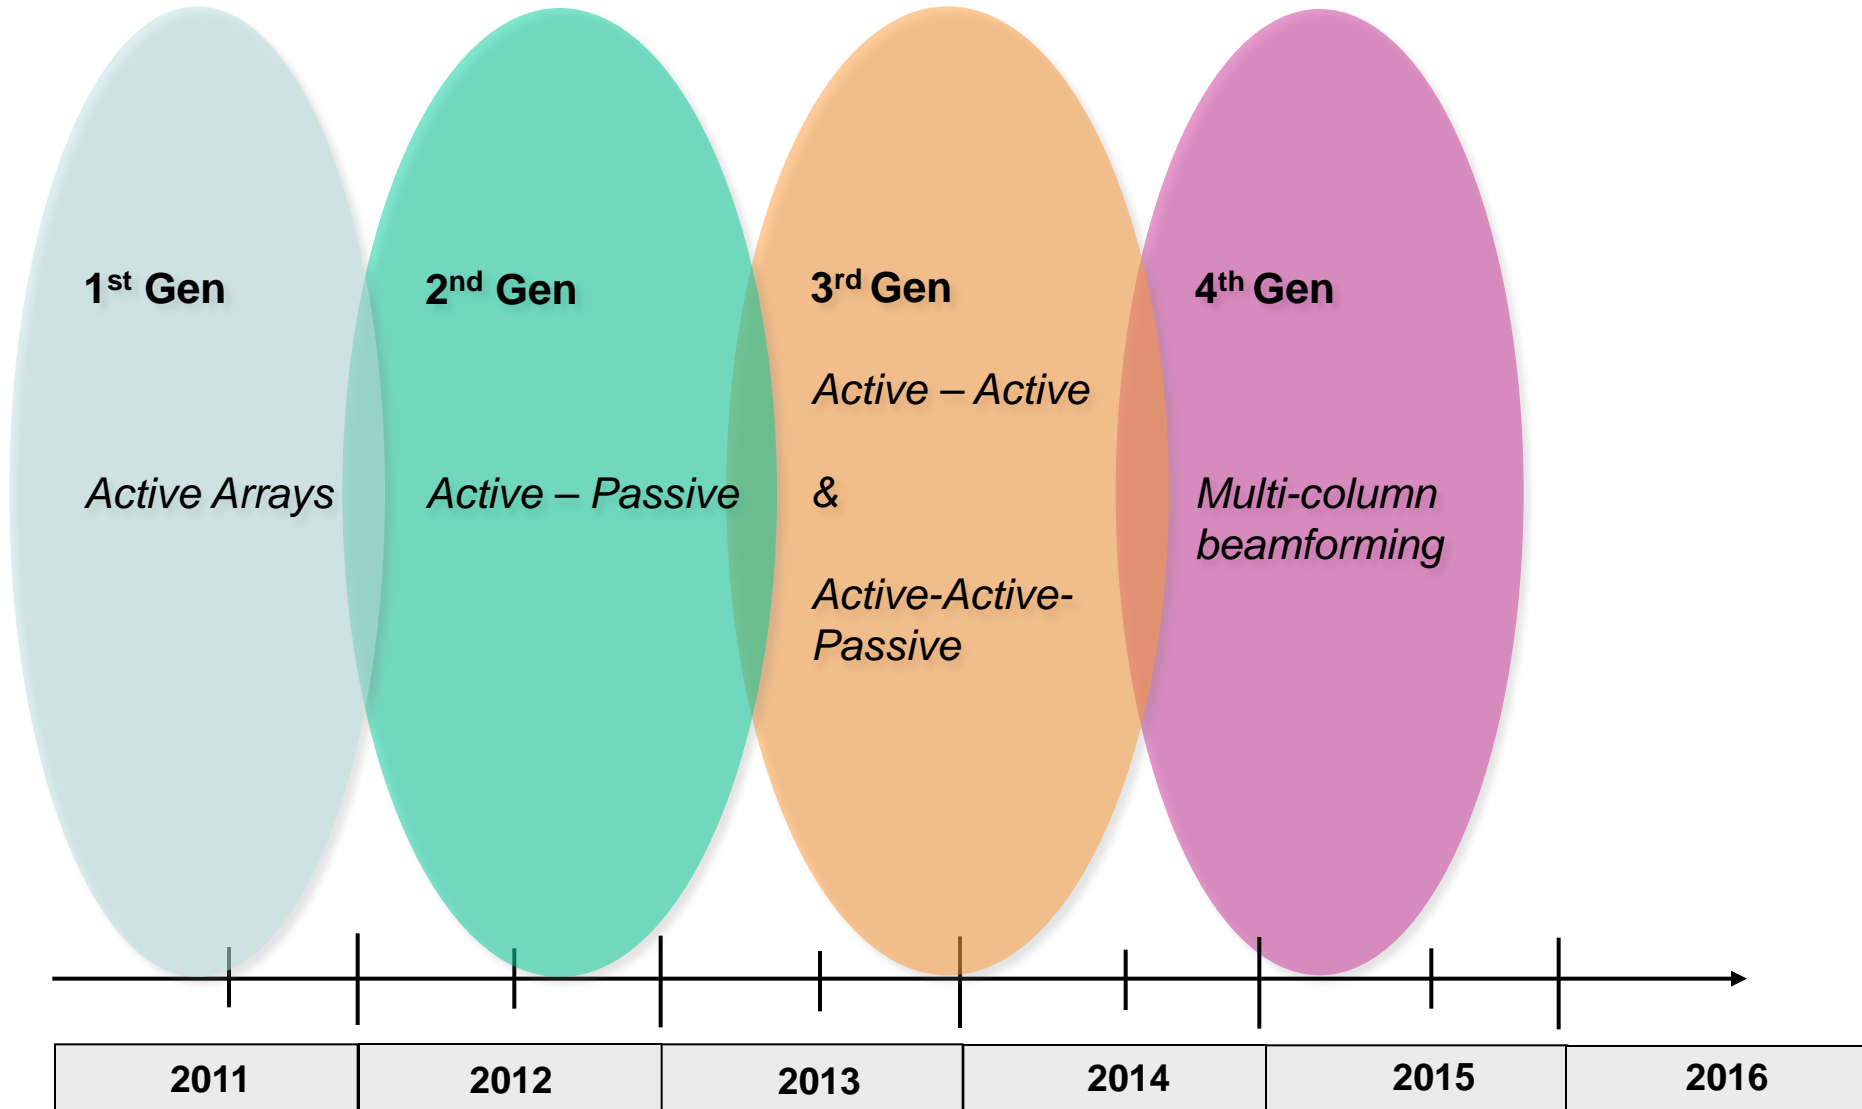 1st Gen
Active Arrays
2nd Gen
Active – Passive
3rd Gen
Active – Active
&
Active-Active-
Passive
4th Gen
Multi-column
beamforming
2011
2012
2013
2014
2015
2016